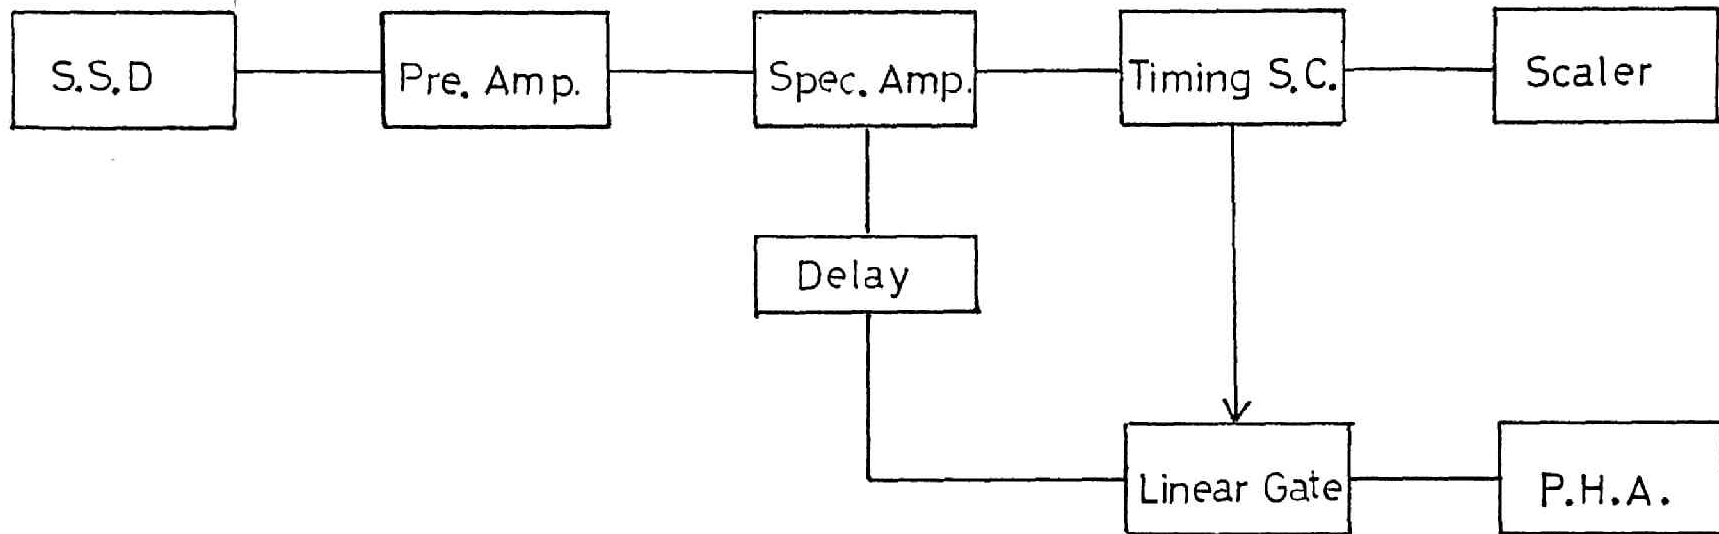 S.S.D
Pre. Amp.
Spec. Amp.
Timing S.C.
Scaler
Delay
Linear Gate
P.H.A.